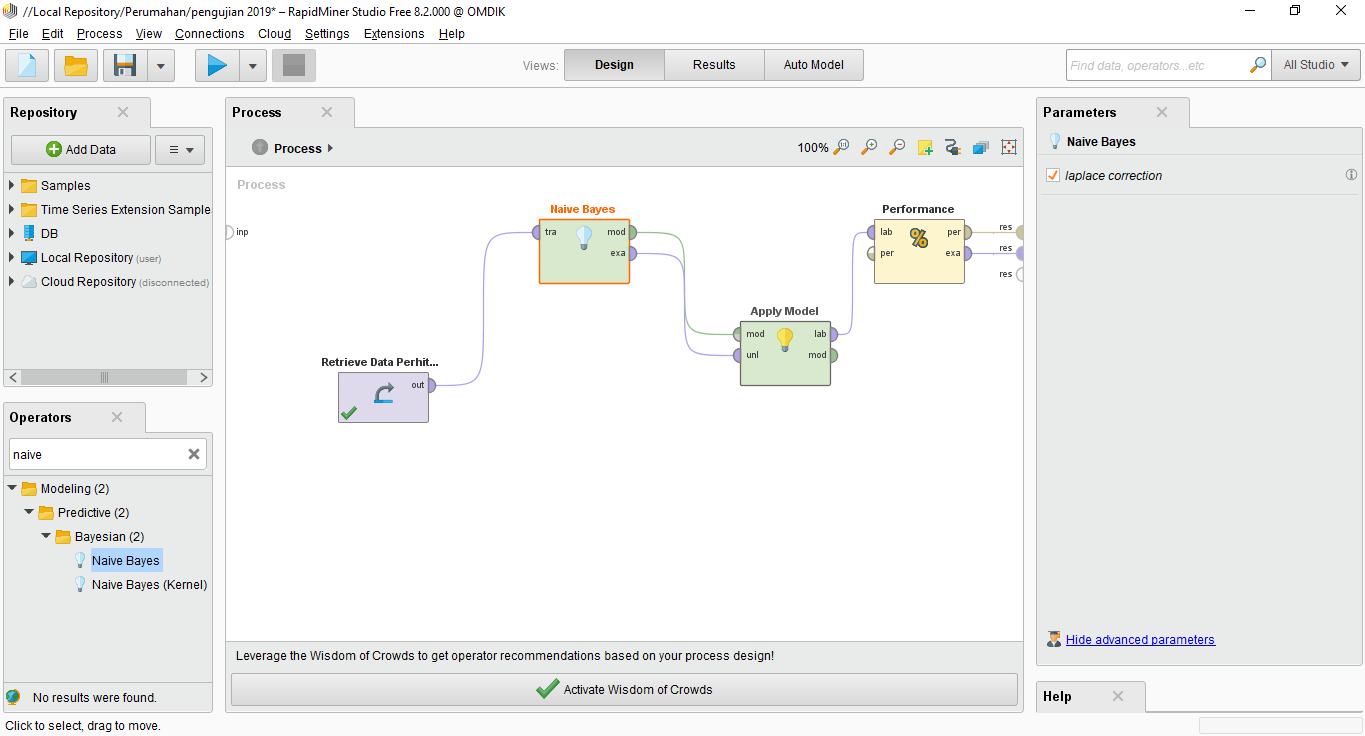 //Local Repository/Perumahan/pengujian 2019* – RapidMiner Studio Free 8.2.000 @ OMDIK
File Edit Process View Connections Cloud Settings Extensions Help
Views: Design Results Auto Model
Find data, operators...etc
All Studio
Repository
Add Data
Samples
Time Series Extension Sample
DB
Local Repository (user)
Cloud Repository (disconnected)
Operators
naive
Modeling (2)
Predictive (2)
Bayesian (2)
Naive Bayes
Naive Bayes (Kernel)
No results were found.
Process
Process
100%
Process
inp
Retrieve Data Perhit...
out
Naive Bayes
tra mod
exa
Apply Model
mod lab
unl mod
Performance
lab per
per exa
res
res
res
Leverage the Wisdom of Crowds to get operator recommendations based on your process design!
Activate Wisdom of Crowds
Parameters
Naive Bayes
laplace correction
Hide advanced parameters
Help
Click to select, drag to move.